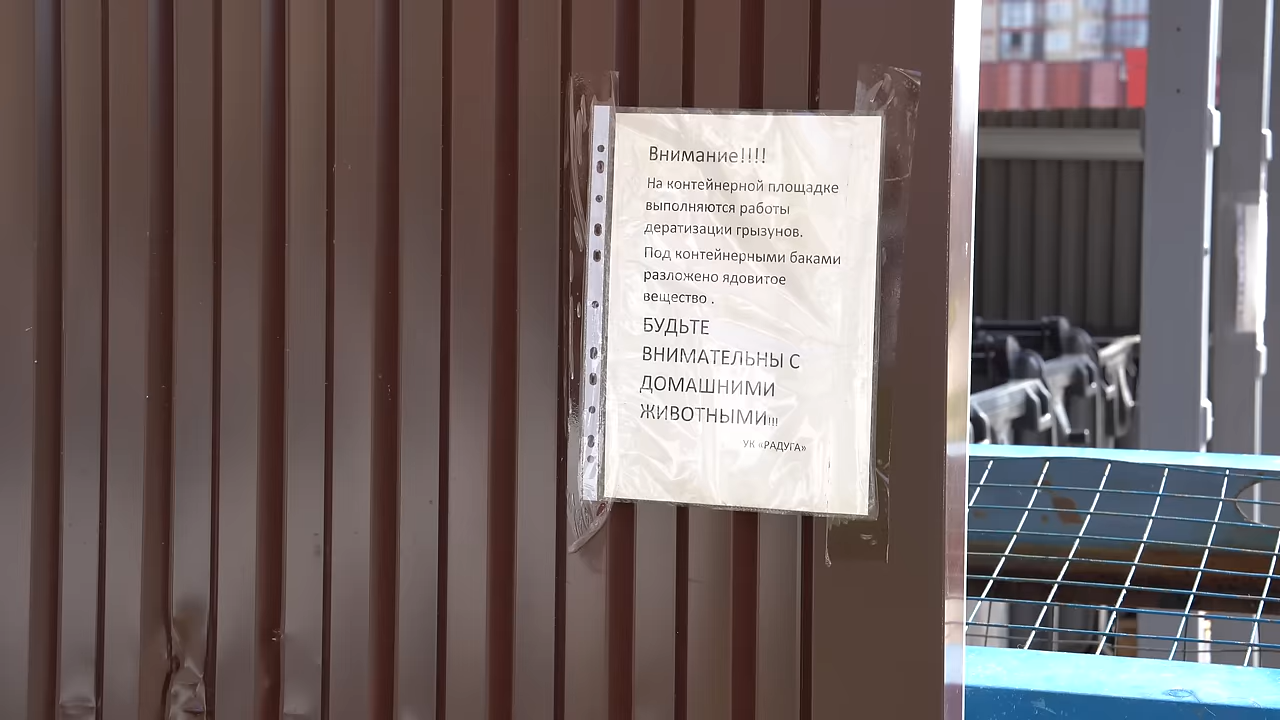 Внимание!!!!
На контейнерной площадке
выполняются работы
дератизации грызунов.
Под контейнерными баками
разложено ядовитое
вещество .
БУДЬТЕ
ВНИМАТЕЛЬНЫ С
ДОМАШНИМИ
ЖИВОТНЫМИ!!!
УК «РАДУГА»